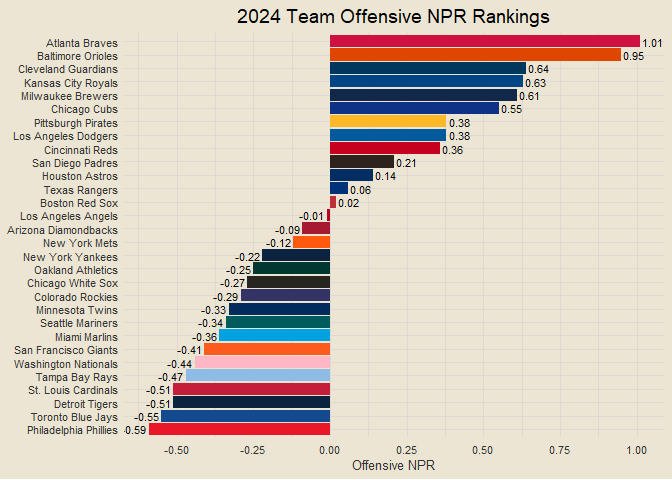 2024 Team Offensive NPR Rankings
Atlanta Braves 1.01
Baltimore Orioles 0.95
Cleveland Guardians 0.64
Kansas City Royals 0.63
Milwaukee Brewers 0.61
Chicago Cubs 0.55
Pittsburgh Pirates 0.38
Los Angeles Dodgers 0.38
Cincinnati Reds 0.36
San Diego Padres 0.21
Houston Astros 0.14
Texas Rangers 0.06
Boston Red Sox 0.02
Los Angeles Angels -0.01
Arizona Diamondbacks -0.09
New York Mets -0.12
New York Yankees -0.22
Oakland Athletics -0.25
Chicago White Sox -0.27
Colorado Rockies -0.29
Minnesota Twins -0.33
Seattle Mariners -0.34
Miami Marlins -0.36
San Francisco Giants -0.41
Washington Nationals -0.44
Tampa Bay Rays -0.47
St. Louis Cardinals -0.51
Detroit Tigers -0.51
Toronto Blue Jays -0.55
Philadelphia Phillies -0.59
-0.50 -0.25 0.00 0.25 0.50 0.75 1.00
Offensive NPR